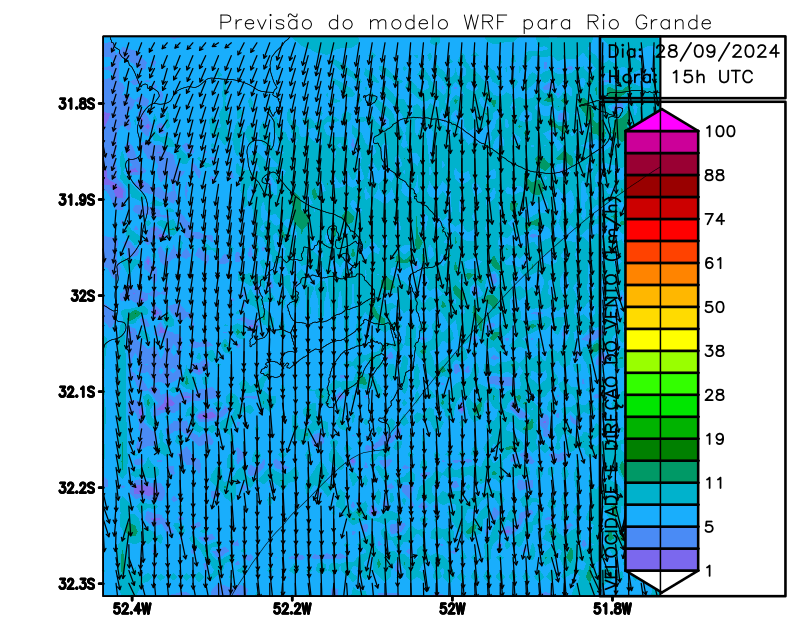 Previsão do modelo WRF para Rio Grande
Dia: 28/09/2024
Hora: 15h UTC
31.8S
31.9S
32S
32.1S
32.2S
32.3S
52.4W
52.2W
52W
51.8W
VELOCIDADE E DIREÇÃO DO VENTO (km/h)
100
88
74
61
50
38
28
19
11
5
1